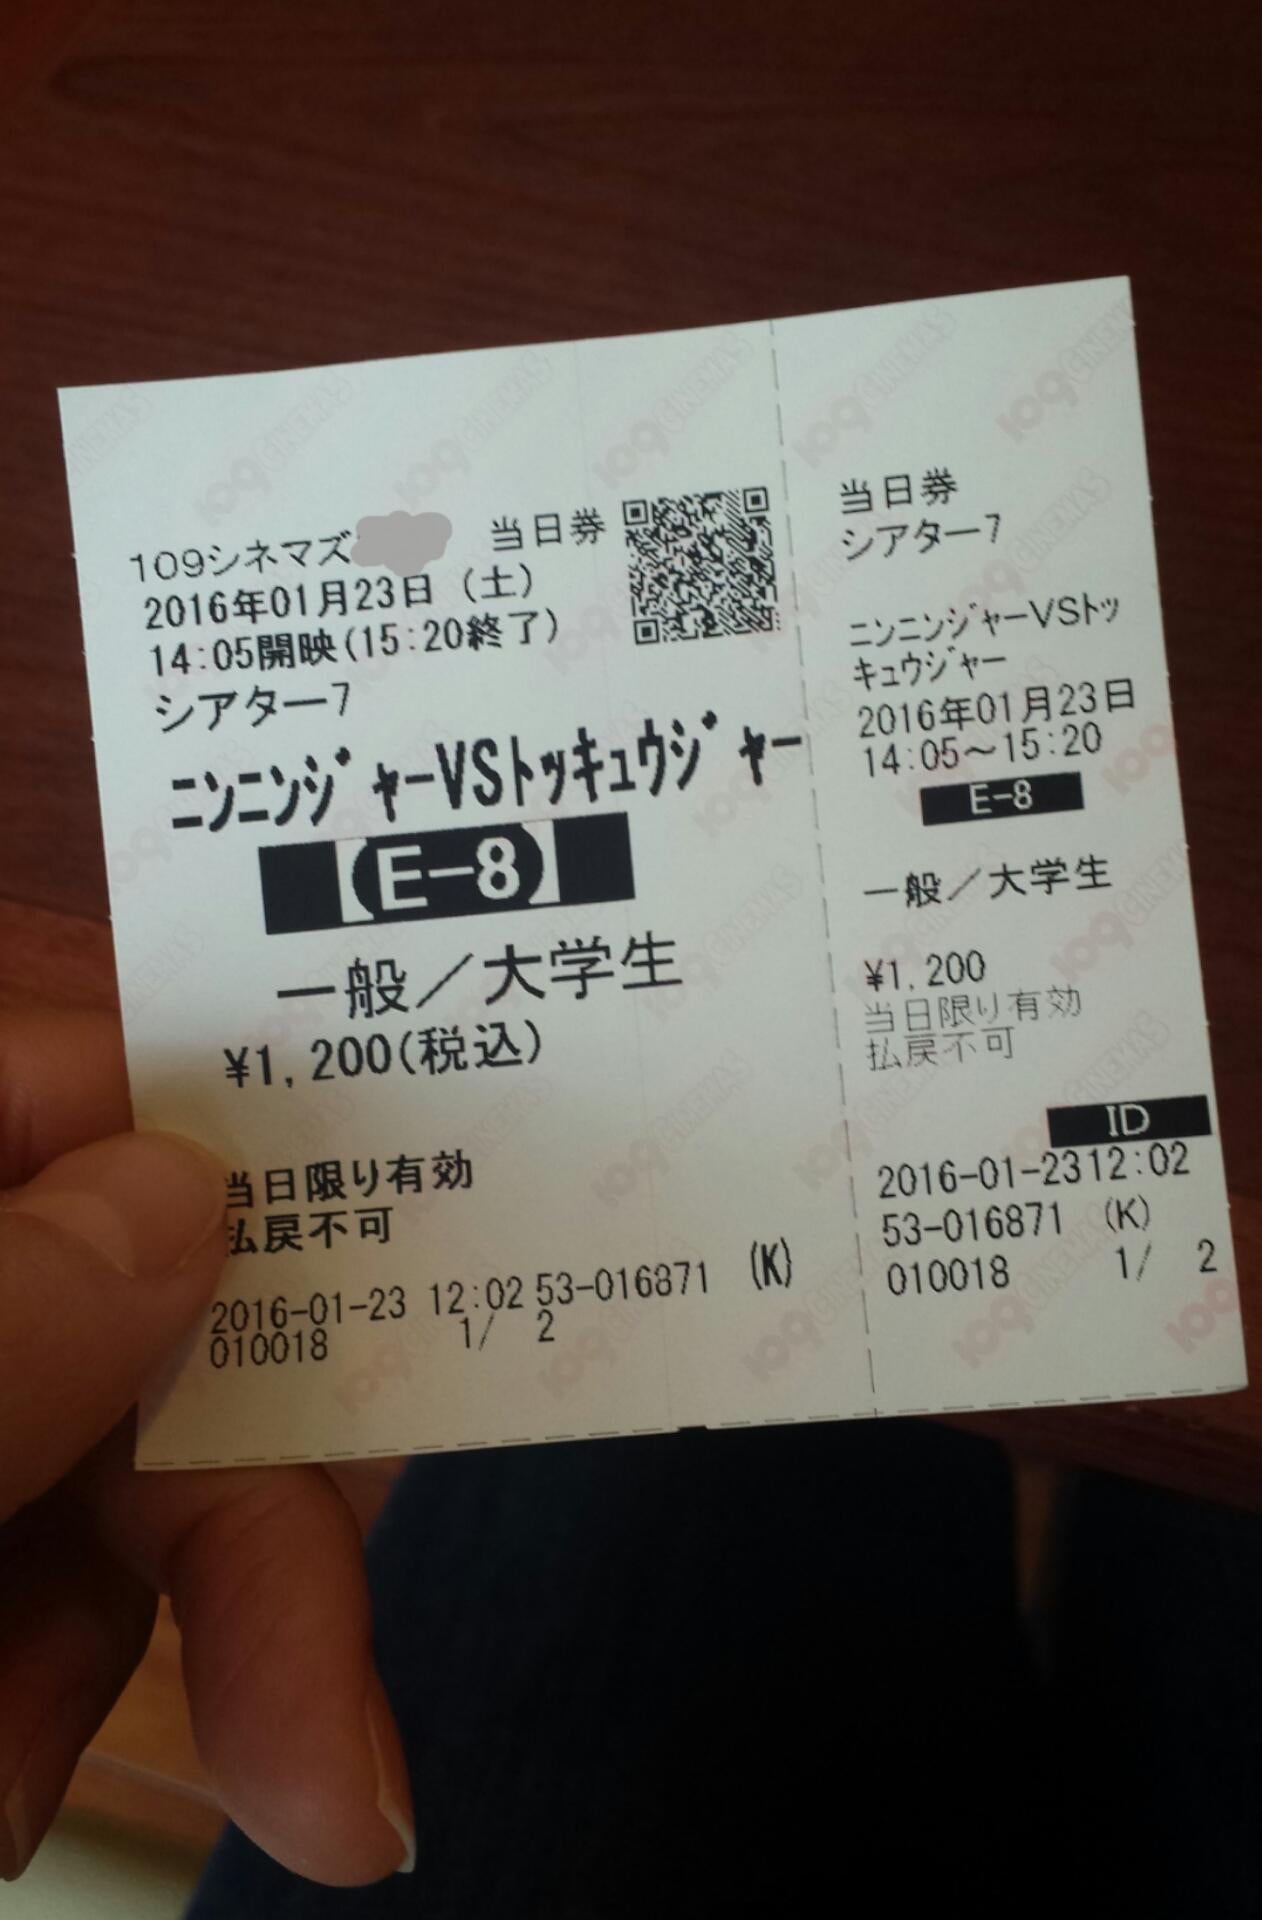 109シネマズ 当日券
2016年01月23日 (土)
14:05開映(15:20終了)
シアター7
ニンニンジャーVSトッキュウジャー
【E-8】
一般／大学生
¥1,200(税込)
当日限り有効
払戻不可
2016-01-23 12:02 53-016871 (K)
010018 1/ 2
当日券
シアター7
ニンニンジャーVSトッ
キュウジャー
2016年01月23日
14:05～15:20
E-8
一般／大学生
¥1,200
当日限り有効
払戻不可
ID
2016-01-23 12:02
53-016871 (K)
010018 1/ 2
109 CINEMAS